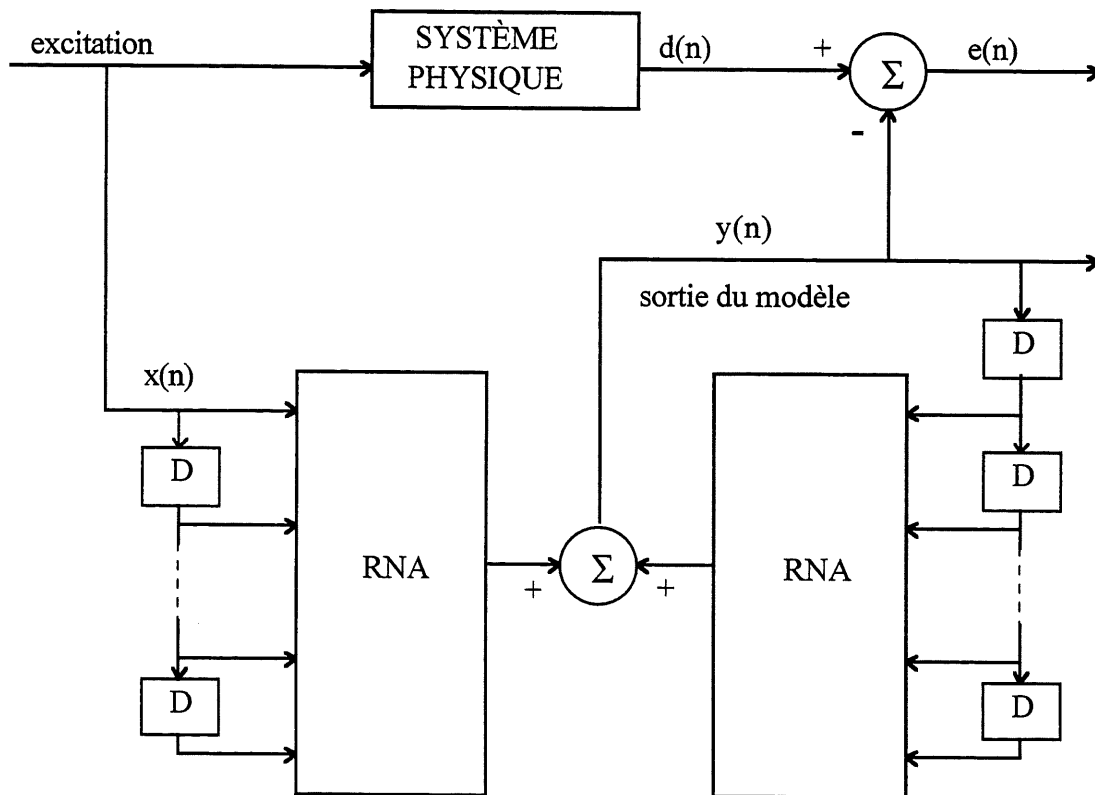 excitation
SYSTÈME
PHYSIQUE
d(n)
+
Σ
e(n)
-
y(n)
sortie du modèle
D
x(n)
D
D
RNA
Σ
RNA
+
+
D
D